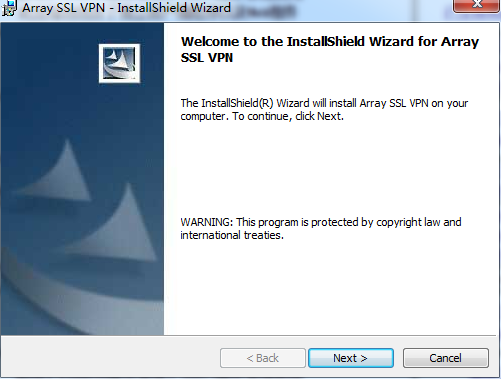 Array SSL VPN - InstallShield Wizard
Welcome to the InstallShield Wizard for Array
SSL VPN
The InstallShield(R) Wizard will install Array SSL VPN on your
computer. To continue, click Next.
WARNING: This program is protected by copyright law and
international treaties.
< Back
Next >
Cancel